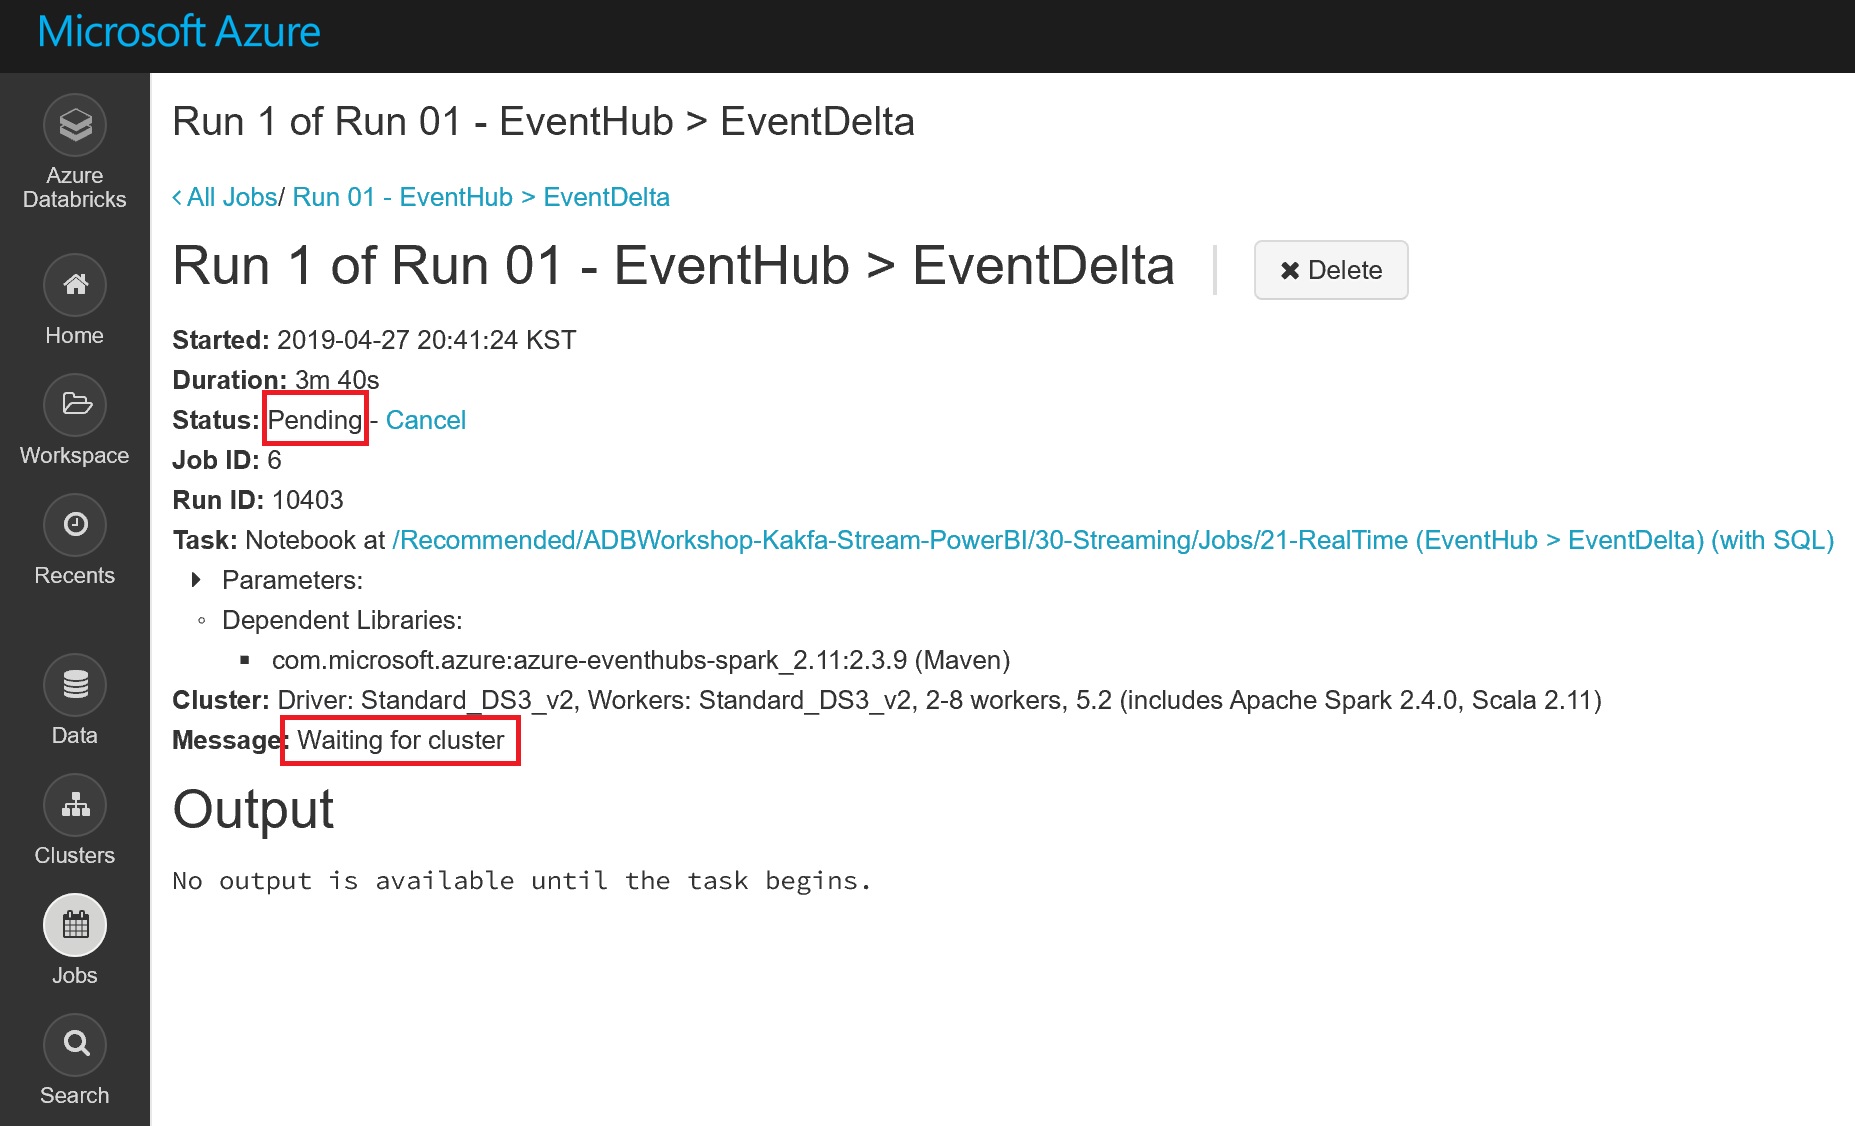 Microsoft Azure
Azure
Databricks
Home
Workspace
Recents
Data
Clusters
Jobs
Search
Run 1 of Run 01 - EventHub > EventDelta
All Jobs/ Run 01 - EventHub > EventDelta
Run 1 of Run 01 - EventHub > EventDelta
Delete
Started: 2019-04-27 20:41:24 KST
Duration: 3m 40s
Status: Pending - Cancel
Job ID: 6
Run ID: 10403
Task: Notebook at /Recommended/ADBWorkshop-Kakfa-Stream-PowerBI/30-Streaming/Jobs/21-RealTime (EventHub > EventDelta) (with SQL)
Parameters:
Dependent Libraries:
com.microsoft.azure:azure-eventhubs-spark_2.11:2.3.9 (Maven)
Cluster: Driver: Standard_DS3_v2, Workers: Standard_DS3_v2, 2-8 workers, 5.2 (includes Apache Spark 2.4.0, Scala 2.11)
Message: Waiting for cluster
Output
No output is available until the task begins.